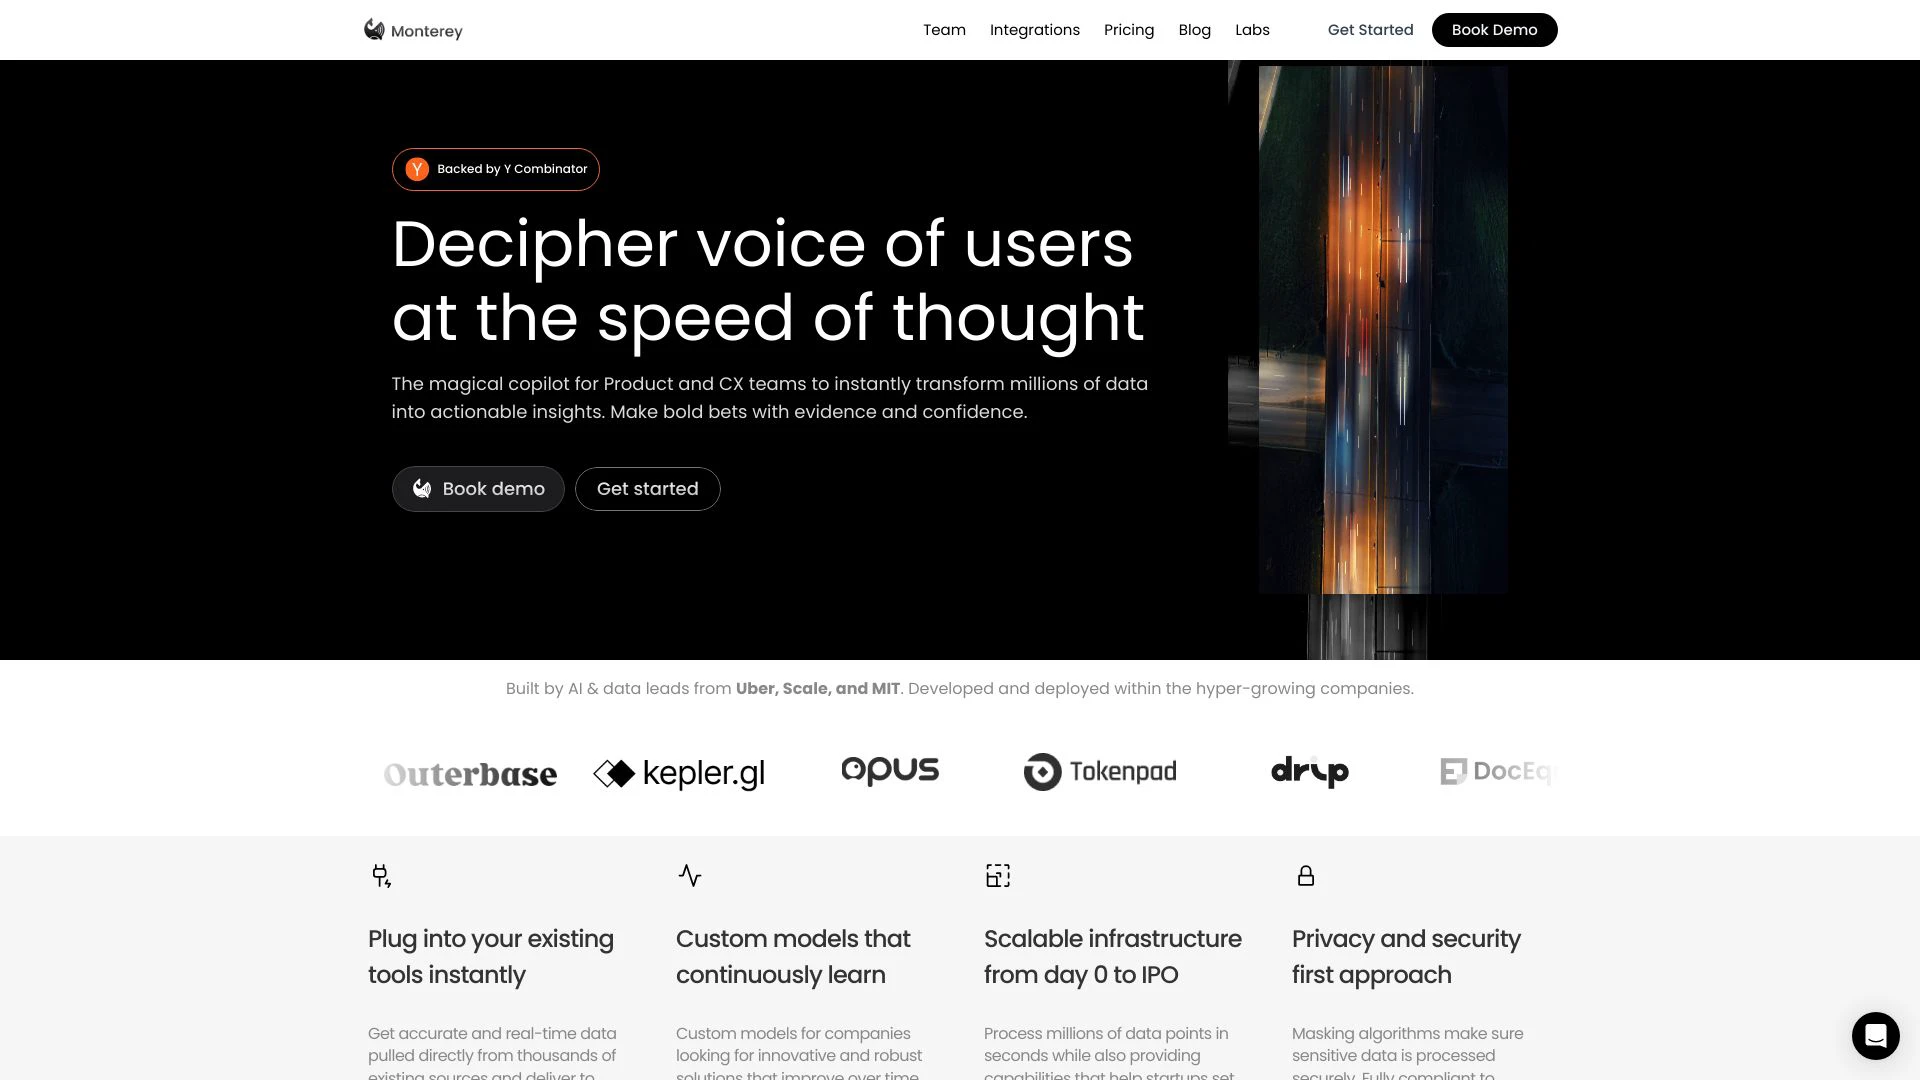 Monterey
Team
Integrations
Pricing
Blog
Labs
Get Started
Book Demo
Backed by Y Combinator
Decipher voice of users
at the speed of thought
The magical copilot for Product and CX teams to instantly transform millions of data
into actionable insights. Make bold bets with evidence and confidence.
Book demo
Get started
Built by AI & data leads from Uber, Scale, and MIT. Developed and deployed within the hyper-growing companies.
Outerbase
kepler.gl
opus
Tokenpad
drip
Plug into your existing
tools instantly
Get accurate and real-time data
pulled directly from thousands of
existing sources and deliver to
Custom models that
continuously learn
Custom models for companies
looking for innovative and robust
solutions that improve over time
Scalable infrastructure
from day 0 to IPO
Process millions of data points in
seconds while also providing
capabilities that help startups set
Privacy and security
first approach
Masking algorithms make sure
sensitive data is processed
securely. Fully compliant to